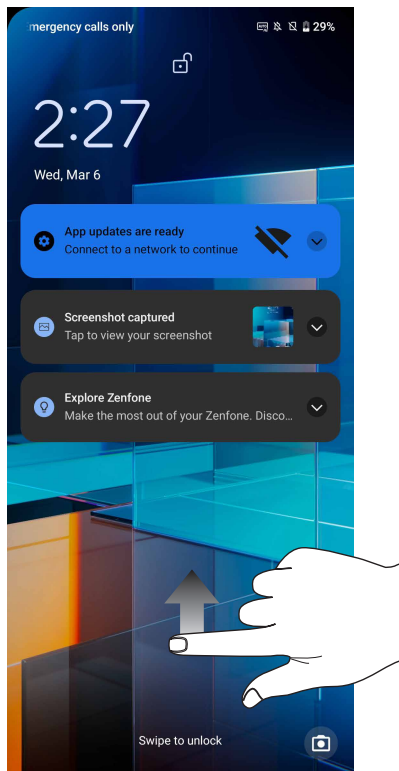 mergency calls only
29%
2:27
Wed, Mar 6
App updates are ready
Connect to a network to continue
Screenshot captured
Tap to view your screenshot
Explore Zenfone
Make the most out of your Zenfone. Disco...
Swipe to unlock